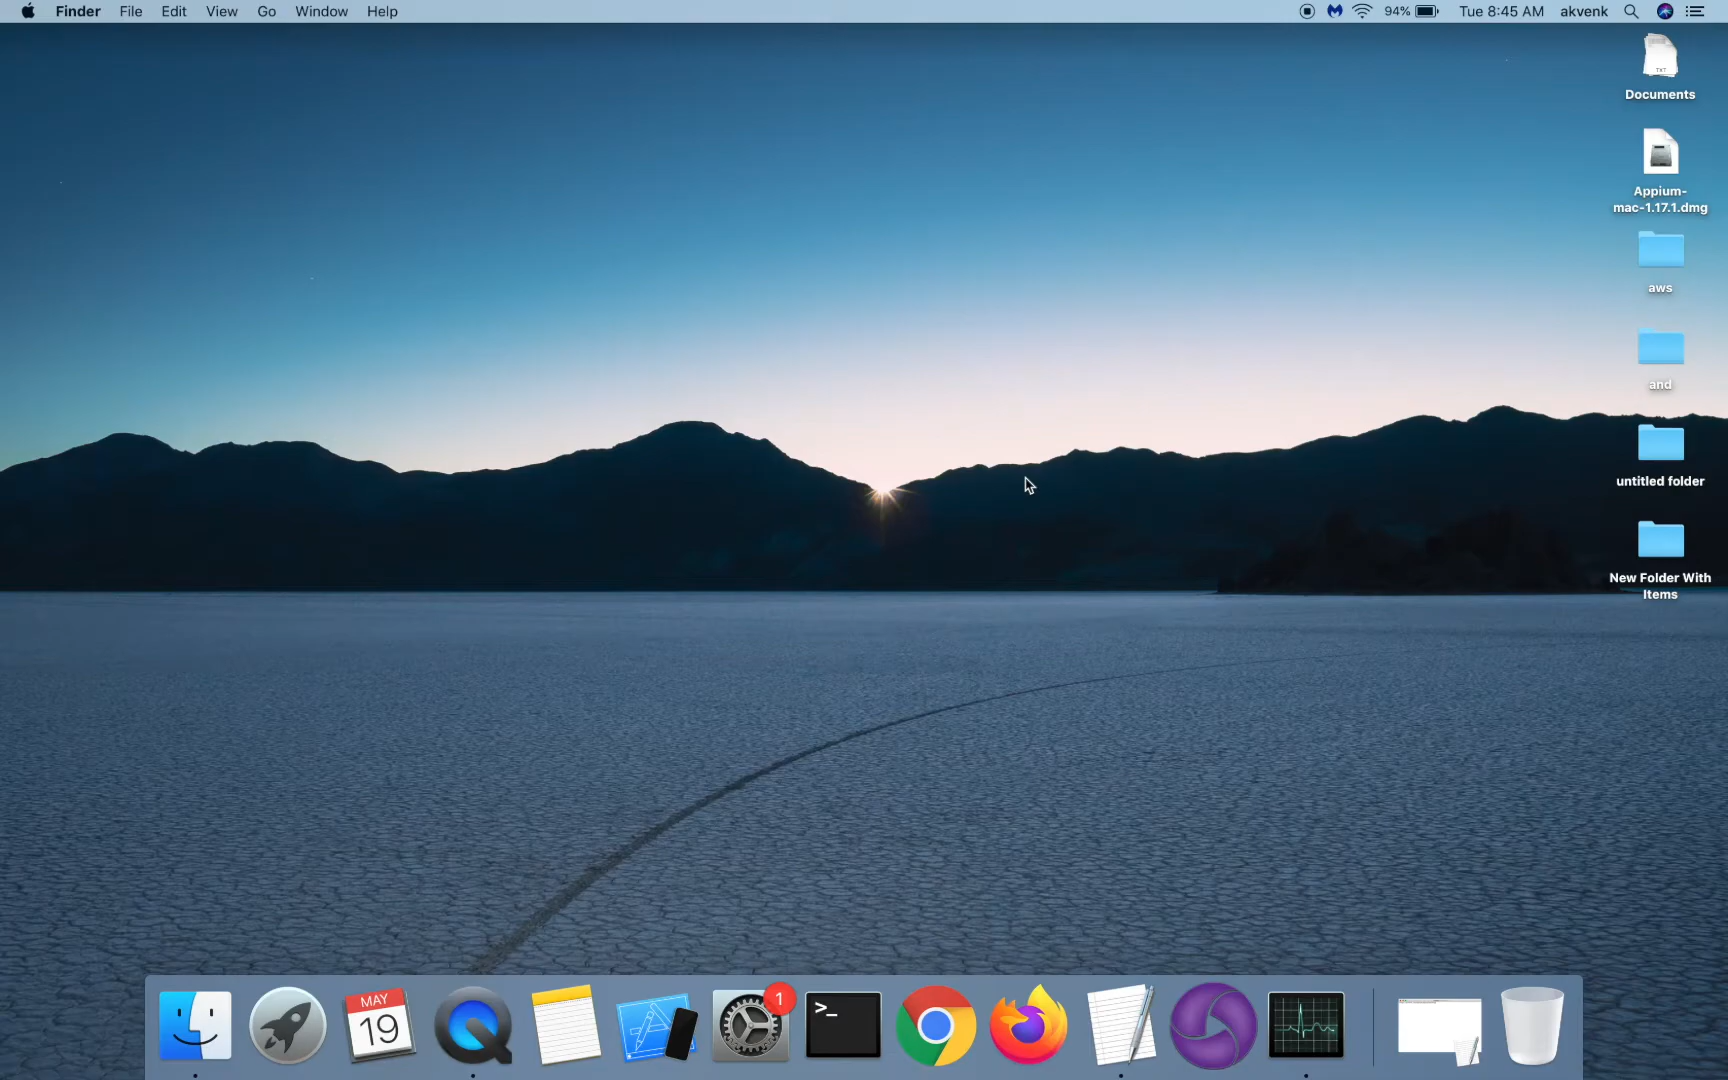 Finder File Edit View Go Window Help 94% Tue 8:45 AM akvenk
TXT
Documents
Appium-
mac-1.17.1.dmg
aws
and
untitled folder
New Folder With
Items
MAY
19
1
>_